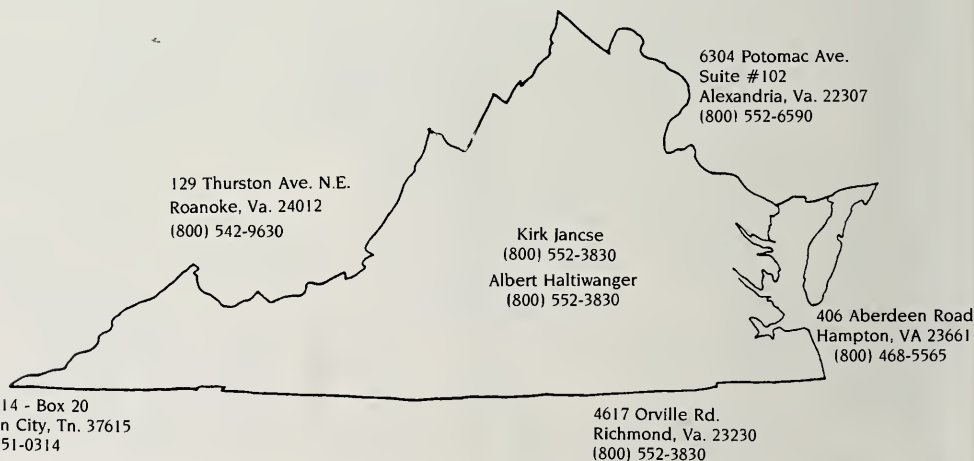 6304 Potomac Ave.
Suite #102
Alexandria, Va. 22307
(800) 552-6590
129 Thurston Ave. N.E.
Roanoke, Va. 24012
(800) 542-9630
Kirk Jancse
(800) 552-3830
Albert Haltiwanger
(800) 552-3830
406 Aberdeen Road
Hampton, VA 23661
(800) 468-5565
14 - Box 20
n City, Tn. 37615
51-0314
4617 Orville Rd.
Richmond, Va. 23230
(800) 552-3830